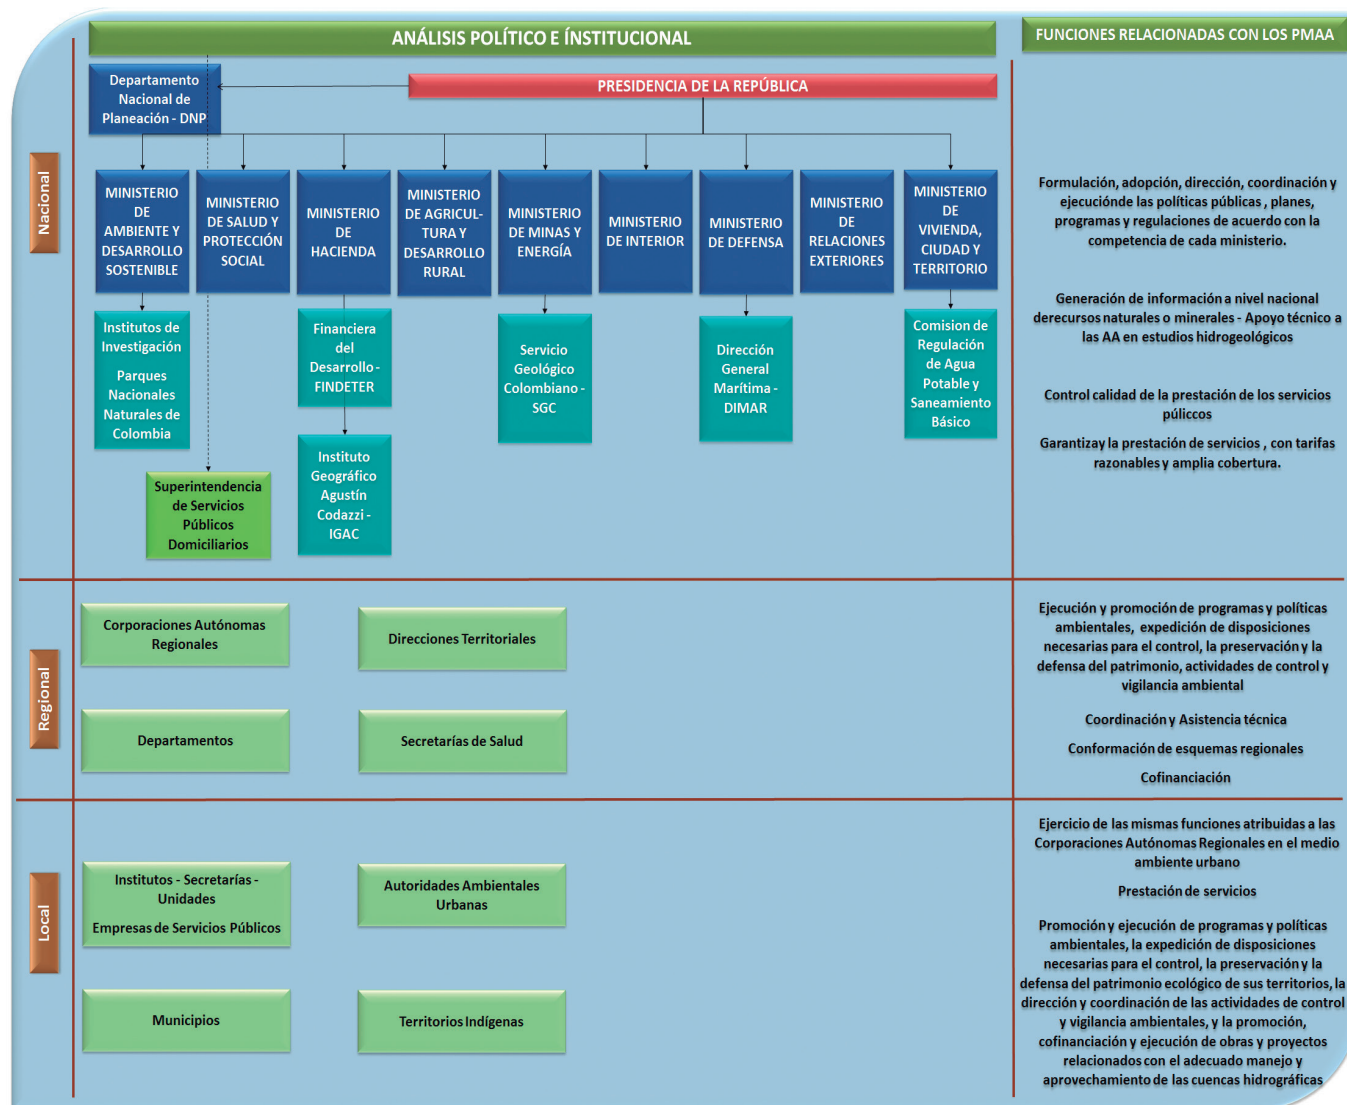 ANÁLISIS POLÍTICO E ÍNSTITUCIONAL
FUNCIONES RELACIONADAS CON LOS PMAA
Nacional
Departamento
Nacional de
Planeación - DNP
PRESIDENCIA DE LA REPÚBLICA
MINISTERIO
DE
AMBIENTE Y
DESARROLLO
SOSTENIBLE
MINISTERIO
DE SALUD Y
PROTECCIÓN
SOCIAL
MINISTERIO
DE
HACIENDA
MINISTERIO
DE AGRICUL-
TURA Y
DESARROLLO
RURAL
MINISTERIO
DE MINAS Y
ENERGÍA
MINISTERIO
DE INTERIOR
MINISTERIO
DE DEFENSA
MINISTERIO
DE
RELACIONES
EXTERIORES
MINISTERIO
DE
VIVIENDA,
CIUDAD Y
TERRITORIO
Institutos de
Investigación
Parques
Nacionales
Naturales de
Colombia
Financiera
del
Desarrollo -
FINDETER
Servicio
Geológico
Colombiano -
SGC
Dirección
General
Marítima -
DIMAR
Comision de
Regulación
de Agua
Potable y
Saneamiento
Básico
Superintendencia
de Servicios
Públicos
Domiciliarios
Instituto
Geográfico
Agustín
Codazzi -
IGAC
Formulación, adopción, dirección, coordinación y
ejecuciónde las políticas públicas , planes,
programas y regulaciones de acuerdo con la
competencia de cada ministerio.
Generación de información a nivel nacional
derecursos naturales o minerales - Apoyo técnico a
las AA en estudios hidrogeológicos
Control calidad de la prestación de los servicios
púliccos
Garantizay la prestación de servicios , con tarifas
razonables y amplia cobertura.
Regional
Corporaciones Autónomas
Regionales
Direcciones Territoriales
Departamentos
Secretarías de Salud
Ejecución y promoción de programas y políticas
ambientales, expedición de disposiciones
necesarias para el control, la preservación y la
defensa del patrimonio, actividades de control y
vigilancia ambiental
Coordinación y Asistencia técnica
Conformación de esquemas regionales
Cofinanciación
Local
Institutos - Secretarías -
Unidades
Empresas de Servicios Públicos
Autoridades Ambientales
Urbanas
Municipios
Territorios Indígenas
Ejercicio de las mismas funciones atribuidas a las
Corporaciones Autónomas Regionales en el medio
ambiente urbano
Prestación de servicios
Promoción y ejecución de programas y políticas
ambientales, la expedición de disposiciones
necesarias para el control, la preservación y la
defensa del patrimonio ecológico de sus territorios, la
dirección y coordinación de las actividades de control
y vigilancia ambientales, y la promoción,
cofinanciación y ejecución de obras y proyectos
relacionados con el adecuado manejo y
aprovechamiento de las cuencas hidrográficas